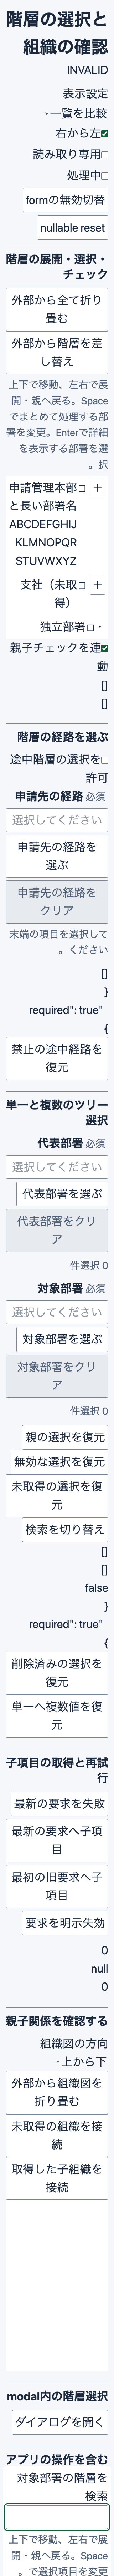 階層の選択と
組織の確認
INVALID
表示設定
一覧を比較
右から左
読み取り専用
処理中
formの無効切替
nullable reset
階層の展開・選択・
チェック
外部から全て折り
畳む
外部から階層を差
し替え
上下で移動、左右で展
開・親へ戻る。Space
でまとめて処理する部
署を変更。Enterで詳細
を表示する部署を選
択。
申請管理本部
と長い部署名
ABCDEFGHIJ
KLMNOPQR
STUVWXYZ
支社（未取
得）
独立部署
親子チェックを連
動
[]
[]
階層の経路を選ぶ
途中階層の選択を
許可
申請先の経路 必須
選択してください
申請先の経路を
選ぶ
申請先の経路を
クリア
末端の項目を選択して
ください。
[]
{
"required": true
}
禁止の途中経路を
復元
単一と複数のツリー
選択
代表部署 必須
選択してください
代表部署を選ぶ
代表部署をクリ
ア
0 件選択
対象部署 必須
選択してください
対象部署を選ぶ
対象部署をクリ
ア
0 件選択
親の選択を復元
無効な選択を復元
未取得の選択を復
元
検索を切り替え
[]
[]
false
{
"required": true
}
削除済みの選択を
復元
単一へ複数値を復
元
子項目の取得と再試
行
最新の要求を失敗
最新の要求へ子項
目
最初の旧要求へ子
項目
要求を明示失効
0
null
0
親子関係を確認する
組織図の方向
上から下
外部から組織図を
折り畳む
未取得の組織を接
続
取得した子組織を
接続
modal内の階層選択
ダイアログを開く
アプリの操作を含む
対象部署の階層を
検索
上下で移動、左右で展
開・親へ戻る。Space
で選択項目を変更